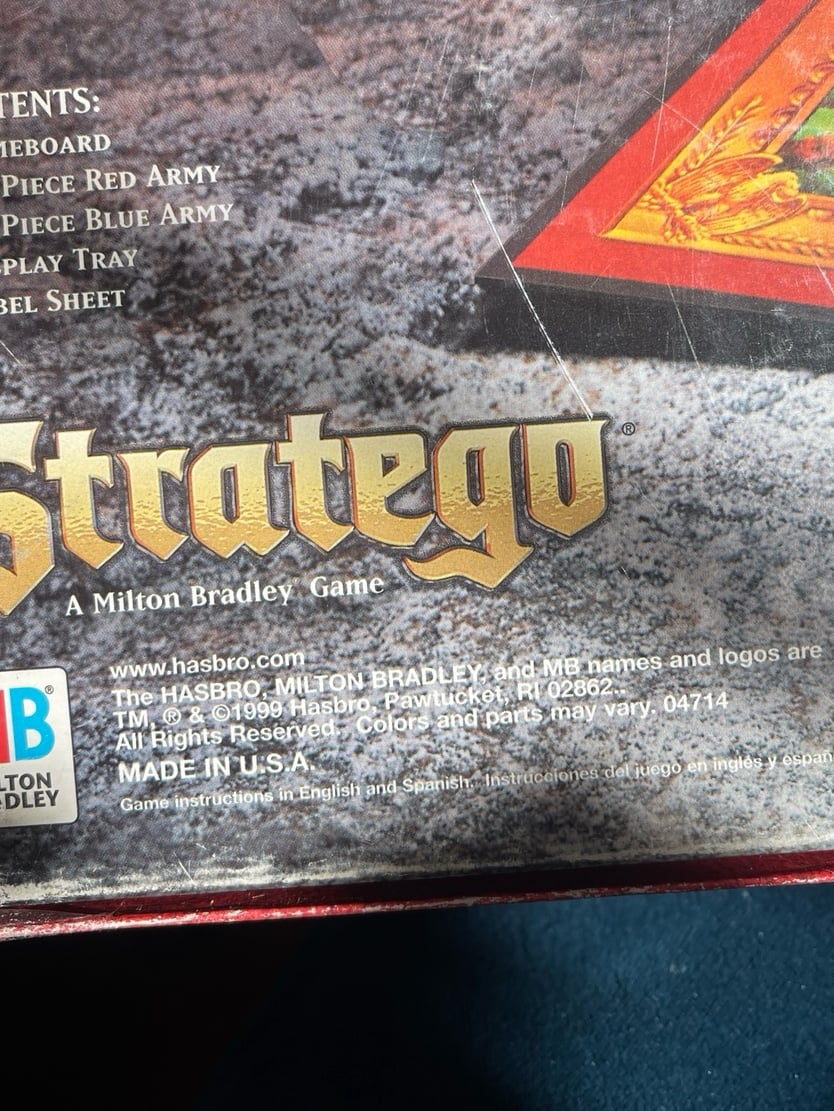 TENTS:
MEBOARD
PIECE RED ARMY
PIECE BLUE ARMY
SPLAY TRAY
BEL SHEET
Stratego®
A Milton Bradley® Game
www.hasbro.com
The HASBRO, MILTON BRADLEY, and MB names and logos are
TM, ® & ©1999 Hasbro, Pawtucket, RI 02862..
All Rights Reserved. Colors and parts may vary. 04714
MADE IN U.S.A.
Game instructions in English and Spanish. Instrucciones del juego en inglés y españ
MB®
LTON
DLEY